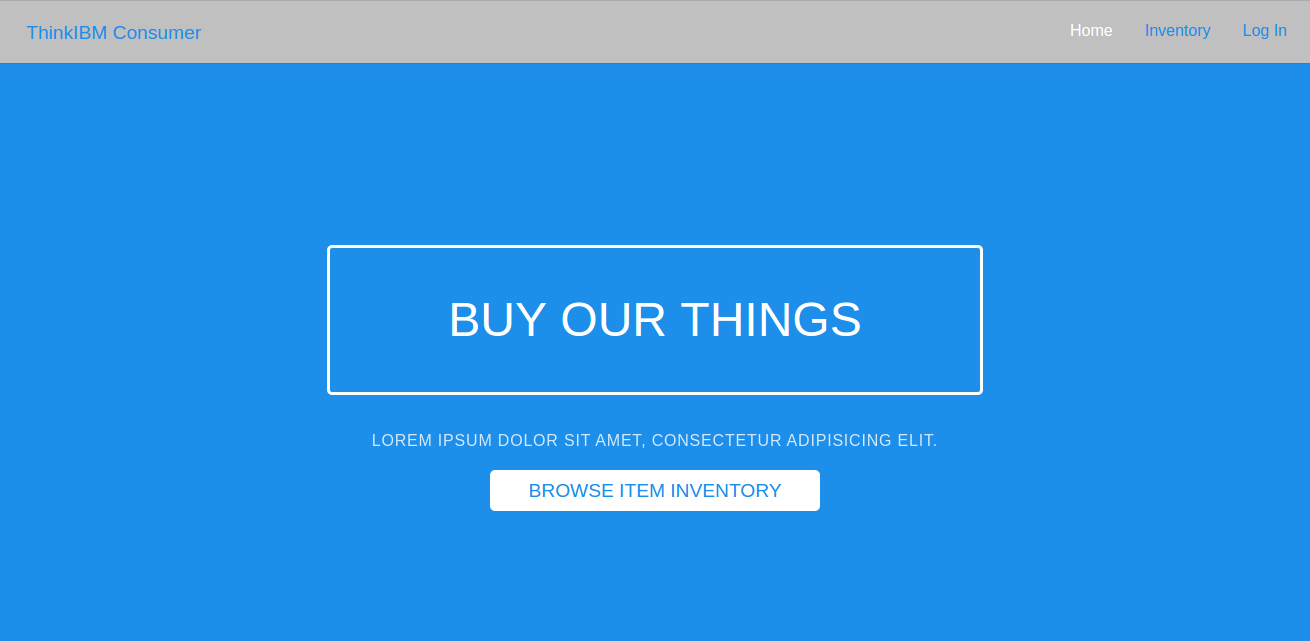 ThinkIBM Consumer
Home Inventory Log In
BUY OUR THINGS
LOREM IPSUM DOLOR SIT AMET, CONSECTETUR ADIPISICING ELIT.
BROWSE ITEM INVENTORY